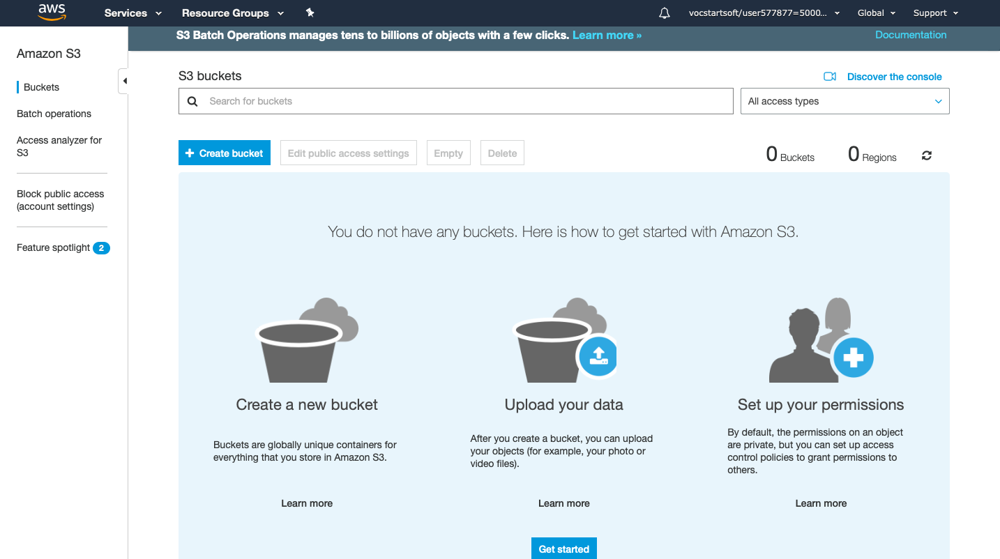 aws
Services
Resource Groups
vocstartsoft/user577877=5000...
Global
Support
S3 Batch Operations manages tens to billions of objects with a few clicks. Learn more »
Documentation
Amazon S3
Buckets
Batch operations
Access analyzer for
S3
Block public access
(account settings)
Feature spotlight 2
S3 buckets
Discover the console
Search for buckets
All access types
Create bucket
Edit public access settings
Empty
Delete
0 Buckets
0 Regions
You do not have any buckets. Here is how to get started with Amazon S3.
Create a new bucket
Buckets are globally unique containers for
everything that you store in Amazon S3.
Learn more
Upload your data
After you create a bucket, you can upload
your objects (for example, your photo or
video files).
Learn more
Set up your permissions
By default, the permissions on an object
are private, but you can set up access
control policies to grant permissions to
others.
Learn more
Get started